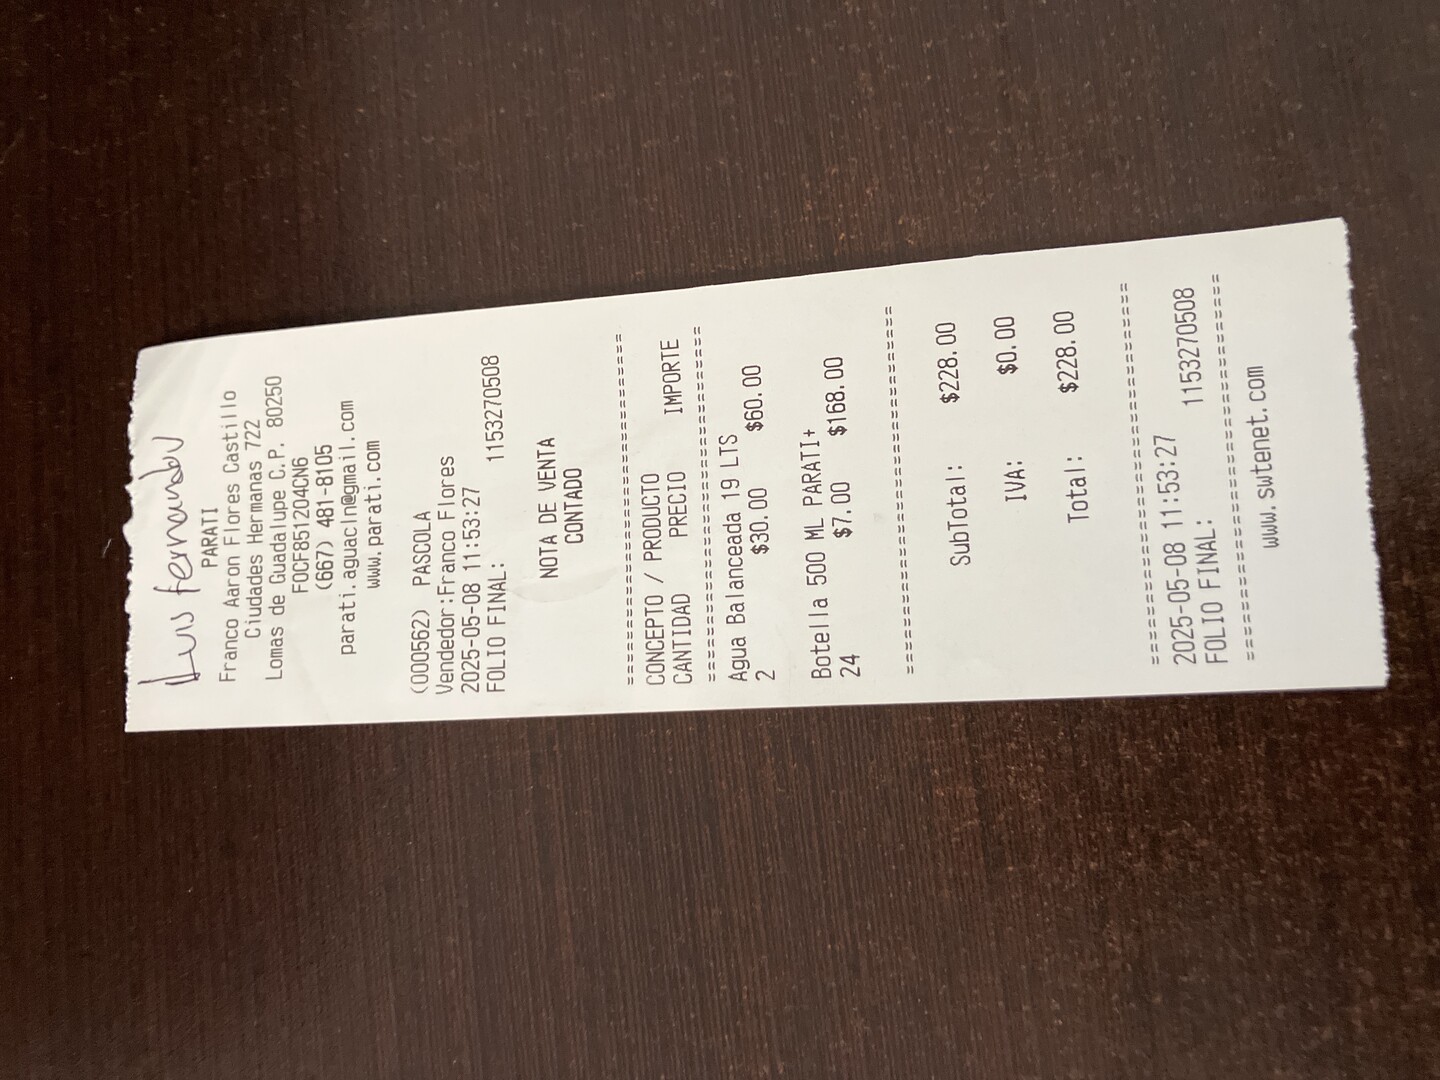 Luis fernando
PARATI
Franco Aaron Flores Castillo
Ciudades Hermanas 722
Lomas de Guadalupe C.P. 80250
FOCF851204CN6
(667) 481-8105
parati.aguacln@gmail.com
www.parati.com
(000562) PASCOLA
Vendedor:Franco Flores
2025-05-08 11:53:27
FOLIO FINAL: 1153270508
NOTA DE VENTA
CONTADO
================================
CONCEPTO / PRODUCTO
CANTIDAD PRECIO IMPORTE
================================
Agua Balanceada 19 LTS
2 $30.00 $60.00
Botella 500 ML PARATI+
24 $7.00 $168.00
================================
SubTotal: $228.00
IVA: $0.00
Total: $228.00
================================
2025-05-08 11:53:27
FOLIO FINAL: 1153270508
================================
www.swtenet.com